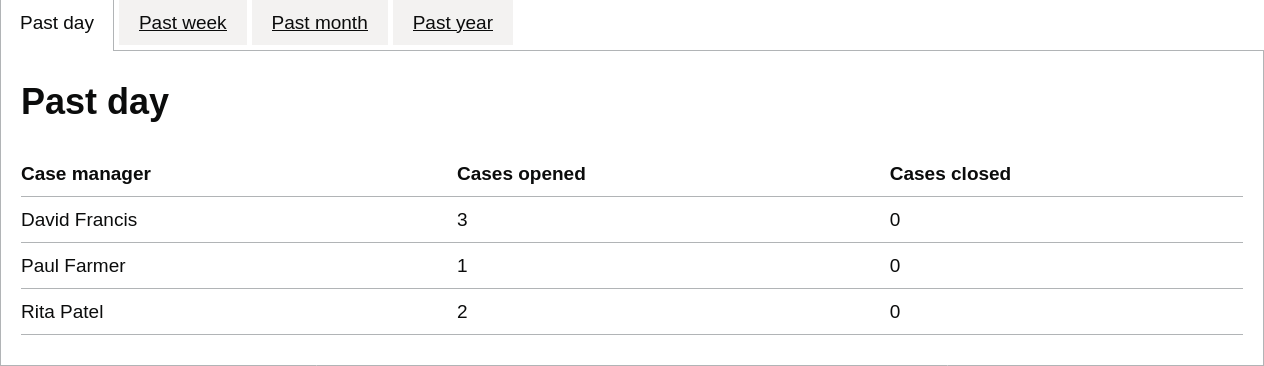 Past day Past week Past month Past year
Past day
Case manager Cases opened Cases closed
David Francis 3 0
Paul Farmer 1 0
Rita Patel 2 0